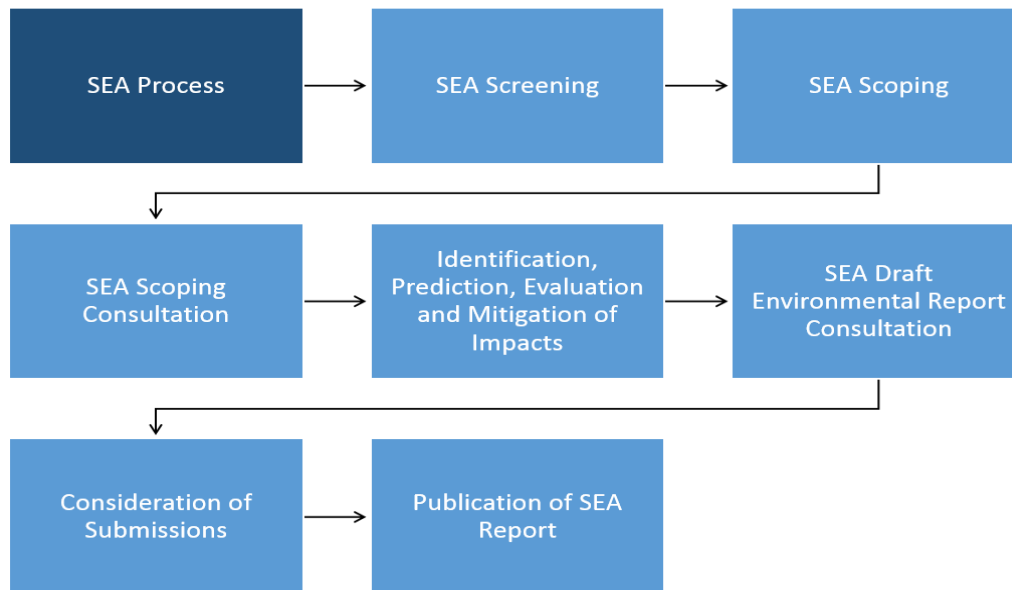 SEA Process
SEA Screening
SEA Scoping
SEA Scoping
Consultation
Identification,
Prediction, Evaluation
and Mitigation of
Impacts
SEA Draft
Environmental Report
Consultation
Consideration of
Submissions
Publication of SEA
Report